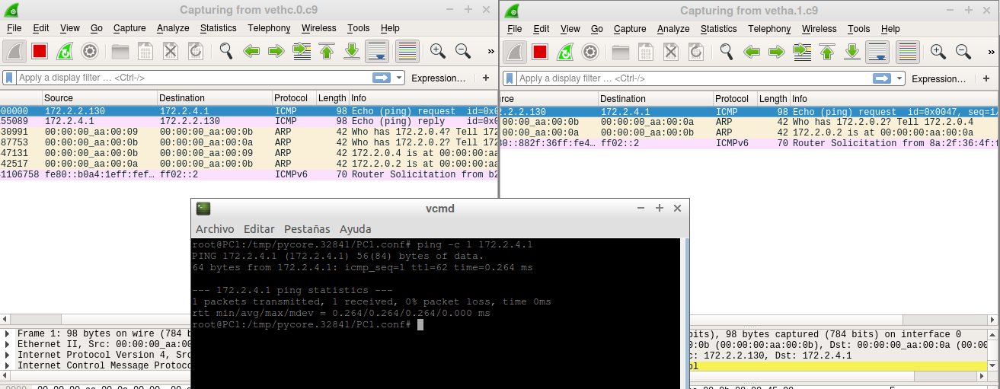 Capturing from vethc.0.c9
File Edit View Go Capture Analyze Statistics Telephony Wireless Tools Help
»
Apply a display filter … <Ctrl-/> Expression… +
Source Destination Protocol Length Info
00000 172.2.2.130 172.2.4.1 ICMP 98 Echo (ping) request id=0x0
55089 172.2.4.1 172.2.2.130 ICMP 98 Echo (ping) reply id=0x0
30991 00:00:00_aa:00:09 00:00:00_aa:00:0b ARP 42 Who has 172.2.0.4? Tell 172
37753 00:00:00_aa:00:0b 00:00:00_aa:00:0a ARP 42 Who has 172.2.0.2? Tell 172
47131 00:00:00_aa:00:0b 00:00:00_aa:00:09 ARP 42 172.2.0.4 is at 00:00:00:aa
42517 00:00:00_aa:00:0a 00:00:00_aa:00:0b ARP 42 172.2.0.2 is at 00:00:00:aa
1106758 fe80::b0a4:1eff:fef… ff02::2 ICMPv6 70 Router Solicitation from b2
Frame 1: 98 bytes on wire (784 b
Ethernet II, Src: 00:00:00_aa:00
Internet Protocol Version 4, Src
Internet Control Message Protoco
Capturing from vetha.1.c9
File Edit View Go Capture Analyze Statistics Telephony Wireless Tools Help
»
Apply a display filter … <Ctrl-/> Expression… +
rce Destination Protocol Length Info
2.2.2.130 172.2.4.1 ICMP 98 Echo (ping) request id=0x0047, seq=1/
00:00:00_aa:00:0b 00:00:00_aa:00:0a ARP 42 Who has 172.2.0.2? Tell 172.2.0.4
00:00:00_aa:00:0a 00:00:00_aa:00:0b ARP 42 172.2.0.2 is at 00:00:00:aa:00:0a
80::882f:36ff:fe4… ff02::2 ICMPv6 70 Router Solicitation from 8a:2f:36:4f:f
bits), 98 bytes captured (784 bits) on interface 0
0:0b (00:00:00:aa:00:0b), Dst: 00:00:00_aa:00:0a (00:00
c: 172.2.2.130, Dst: 172.2.4.1
ol
vcmd
Archivo Editar Pestañas Ayuda
root@PC1:/tmp/pycore.32841/PC1.conf# ping -c 1 172.2.4.1
PING 172.2.4.1 (172.2.4.1) 56(84) bytes of data.
64 bytes from 172.2.4.1: icmp_seq=1 ttl=62 time=0.264 ms
--- 172.2.4.1 ping statistics ---
1 packets transmitted, 1 received, 0% packet loss, time 0ms
rtt min/avg/max/mdev = 0.264/0.264/0.264/0.000 ms
root@PC1:/tmp/pycore.32841/PC1.conf#